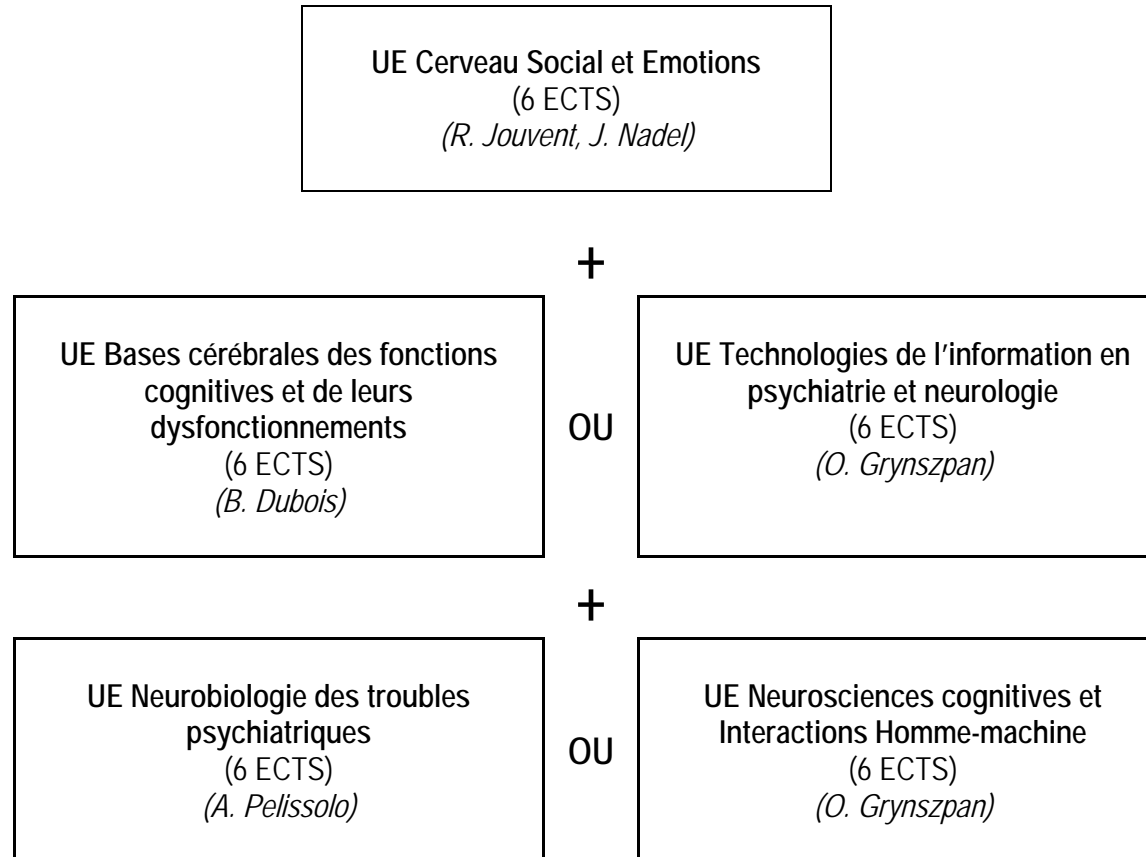 UE Cerveau Social et Emotions
(6 ECTS)
(R. Jouvent, J. Nadel)
+
UE Bases cérébrales des fonctions
cognitives et de leurs
dysfonctionnements
(6 ECTS)
(B. Dubois)
OU
UE Technologies de l'information en
psychiatrie et neurologie
(6 ECTS)
(O. Grynszpan)
+
UE Neurobiologie des troubles
psychiatriques
(6 ECTS)
(A. Pelissolo)
OU
UE Neurosciences cognitives et
Interactions Homme-machine
(6 ECTS)
(O. Grynszpan)